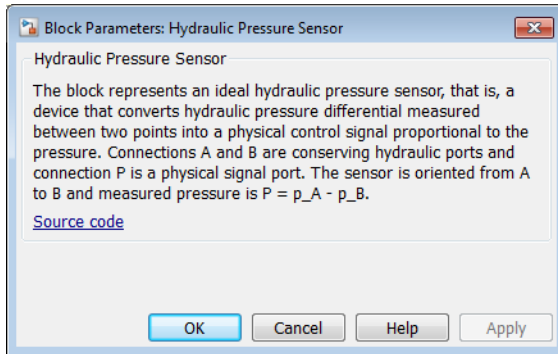 Block Parameters: Hydraulic Pressure Sensor
Hydraulic Pressure Sensor
The block represents an ideal hydraulic pressure sensor, that is, a
device that converts hydraulic pressure differential measured
between two points into a physical control signal proportional to the
pressure. Connections A and B are conserving hydraulic ports and
connection P is a physical signal port. The sensor is oriented from A
to B and measured pressure is P = p_A - p_B.
Source code
OK Cancel Help Apply